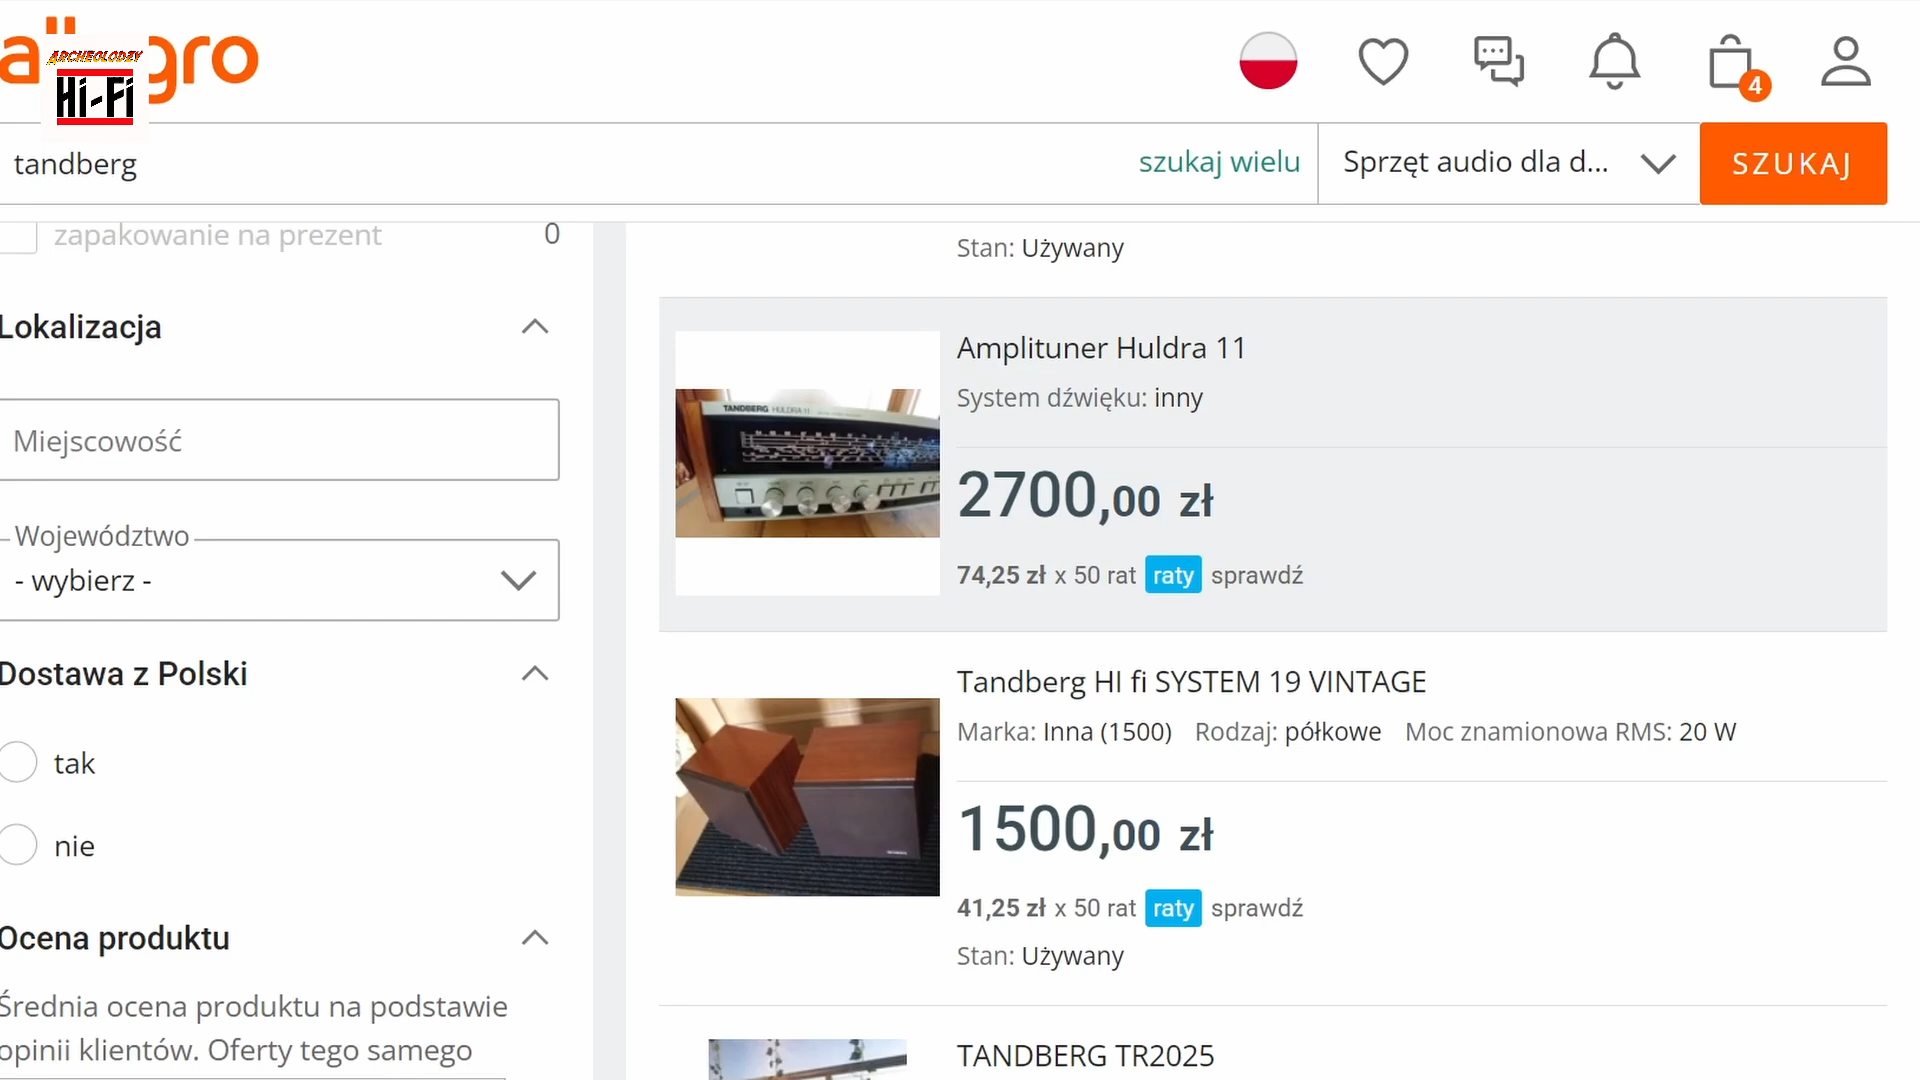 allegro
ARCHEOLODZY
Hi-Fi
4
tandberg
szukaj wielu
Sprzęt audio dla d...
SZUKAJ
zapakowanie na prezent
0
Lokalizacja
Miejscowość
Województwo
- wybierz -
Dostawa z Polski
tak
nie
Ocena produktu
Średnia ocena produktu na podstawie
opinii klientów. Oferty tego samego
Stan: Używany
Amplituner Huldra 11
System dźwięku: inny
TANDBERG HULDRA 11
2700,00 zł
74,25 zł x 50 rat raty sprawdź
Tandberg HI fi SYSTEM 19 VINTAGE
Marka: Inna (1500) Rodzaj: półkowe Moc znamionowa RMS: 20 W
1500,00 zł
41,25 zł x 50 rat raty sprawdź
Stan: Używany
TANDBERG TR2025